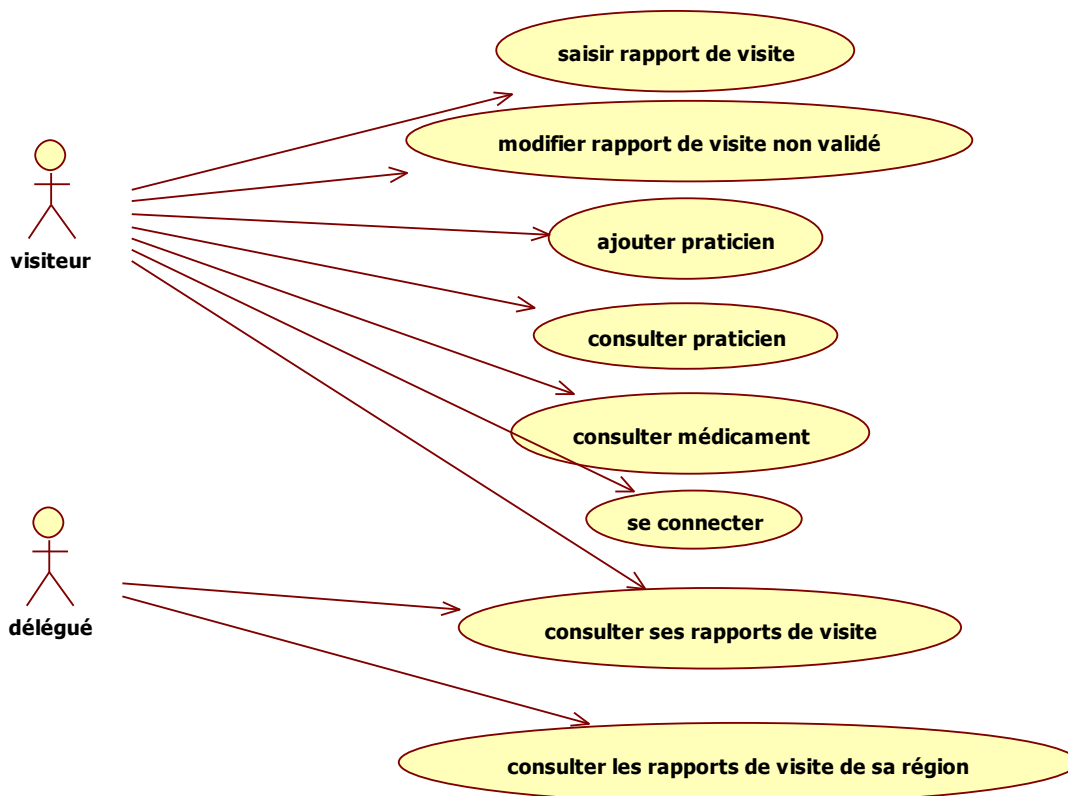 saisir rapport de visite
modifier rapport de visite non validé
visiteur
ajouter praticien
consulter praticien
consulter médicament
se connecter
délégué
consulter ses rapports de visite
consulter les rapports de visite de sa région